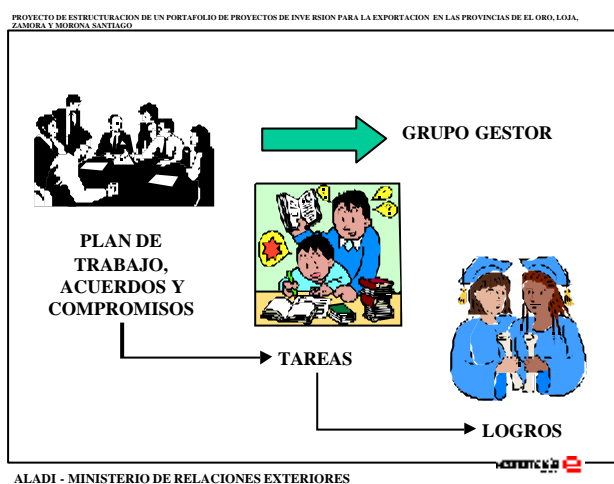 PROYECTO DE ESTRUCTURACION DE UN PORTAFOLIO DE PROYECTOS DE INVE RSION PARA LA EXPORTACION EN LAS PROVINCIAS DE EL ORO, LOJA,
ZAMORA Y MORONA SANTIAGO
GRUPO GESTOR
PLAN DE
TRABAJO,
ACUERDOS Y
COMPROMISOS
TAREAS
LOGROS
ALADI - MINISTERIO DE RELACIONES EXTERIORES